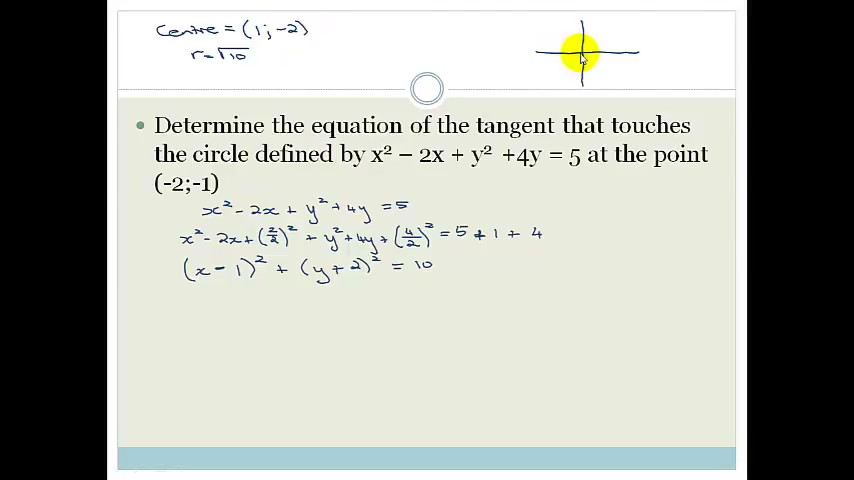 Centre = (1; -2)
r = √10
Determine the equation of the tangent that touches
the circle defined by x² – 2x + y² +4y = 5 at the point
(-2;-1)
x² - 2x + y² + 4y = 5
x² - 2x + (2/2)² + y² + 4y + (4/2)² = 5 + 1 + 4
(x - 1)² + (y + 2)² = 10